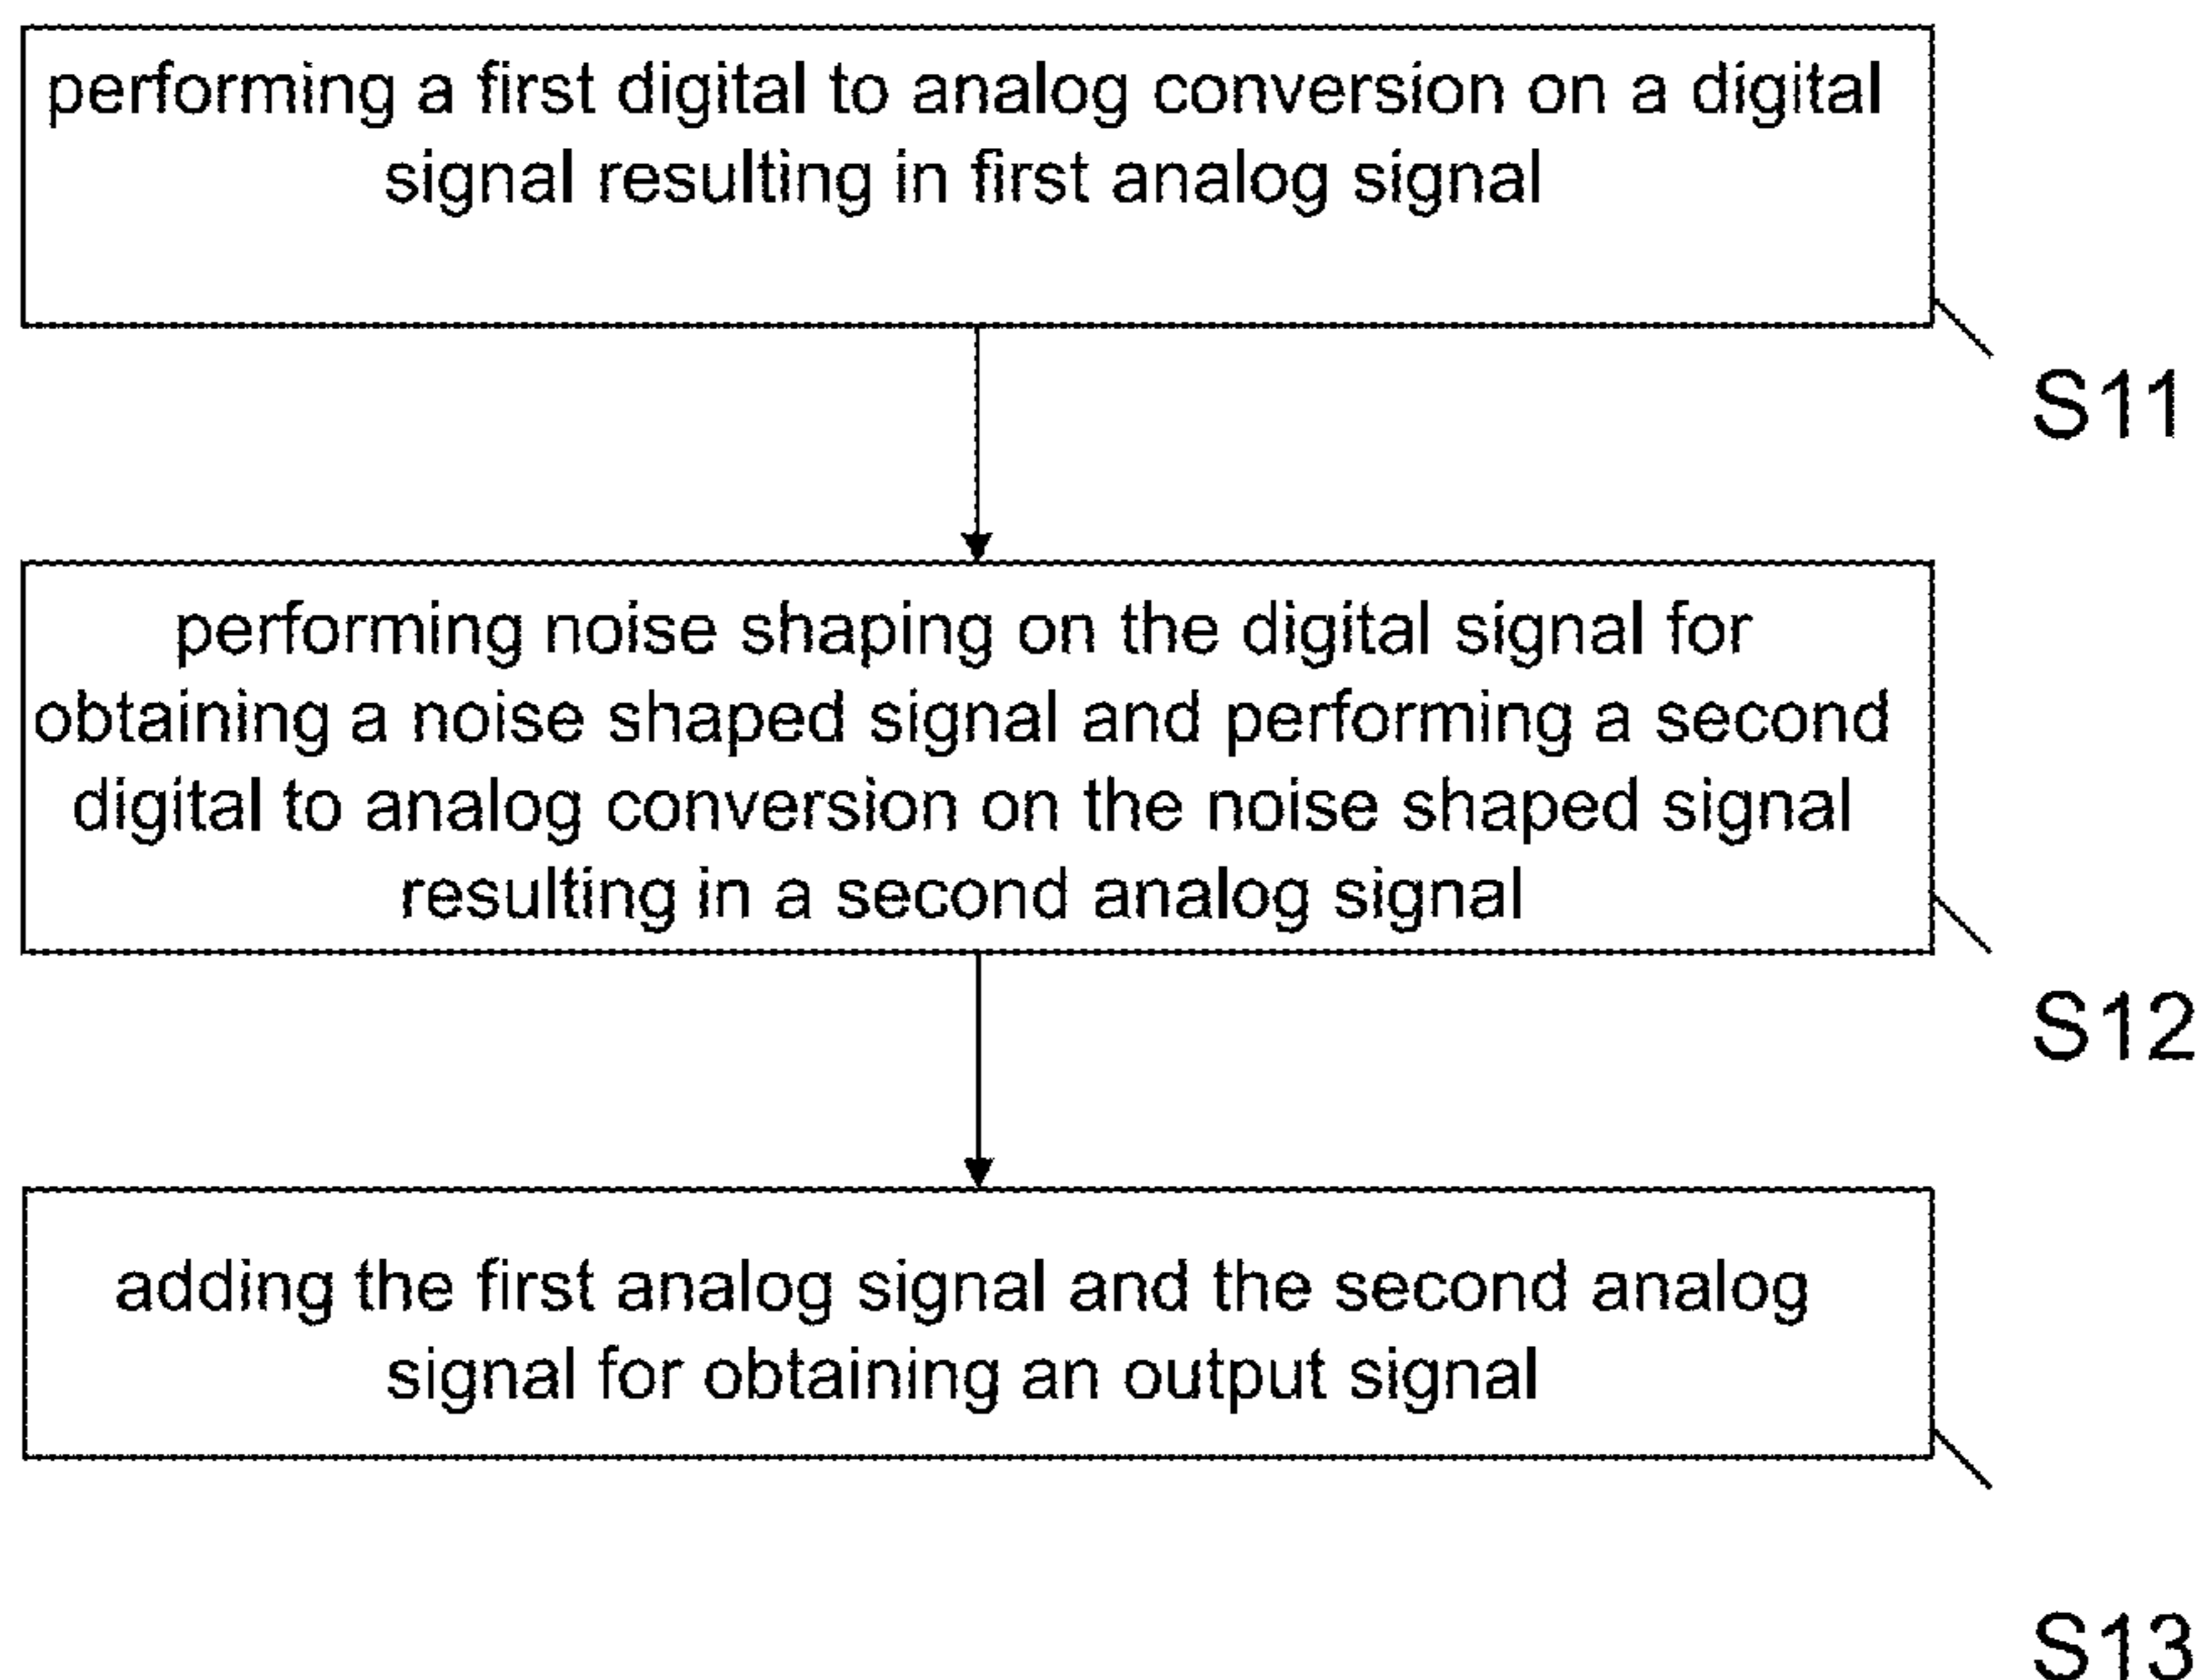 performing a first digital to analog conversion on a digital
signal resulting in first analog signal
S11
performing noise shaping on the digital signal for
obtaining a noise shaped signal and performing a second
digital to analog conversion on the noise shaped signal
resulting in a second analog signal
S12
adding the first analog signal and the second analog
signal for obtaining an output signal
S13